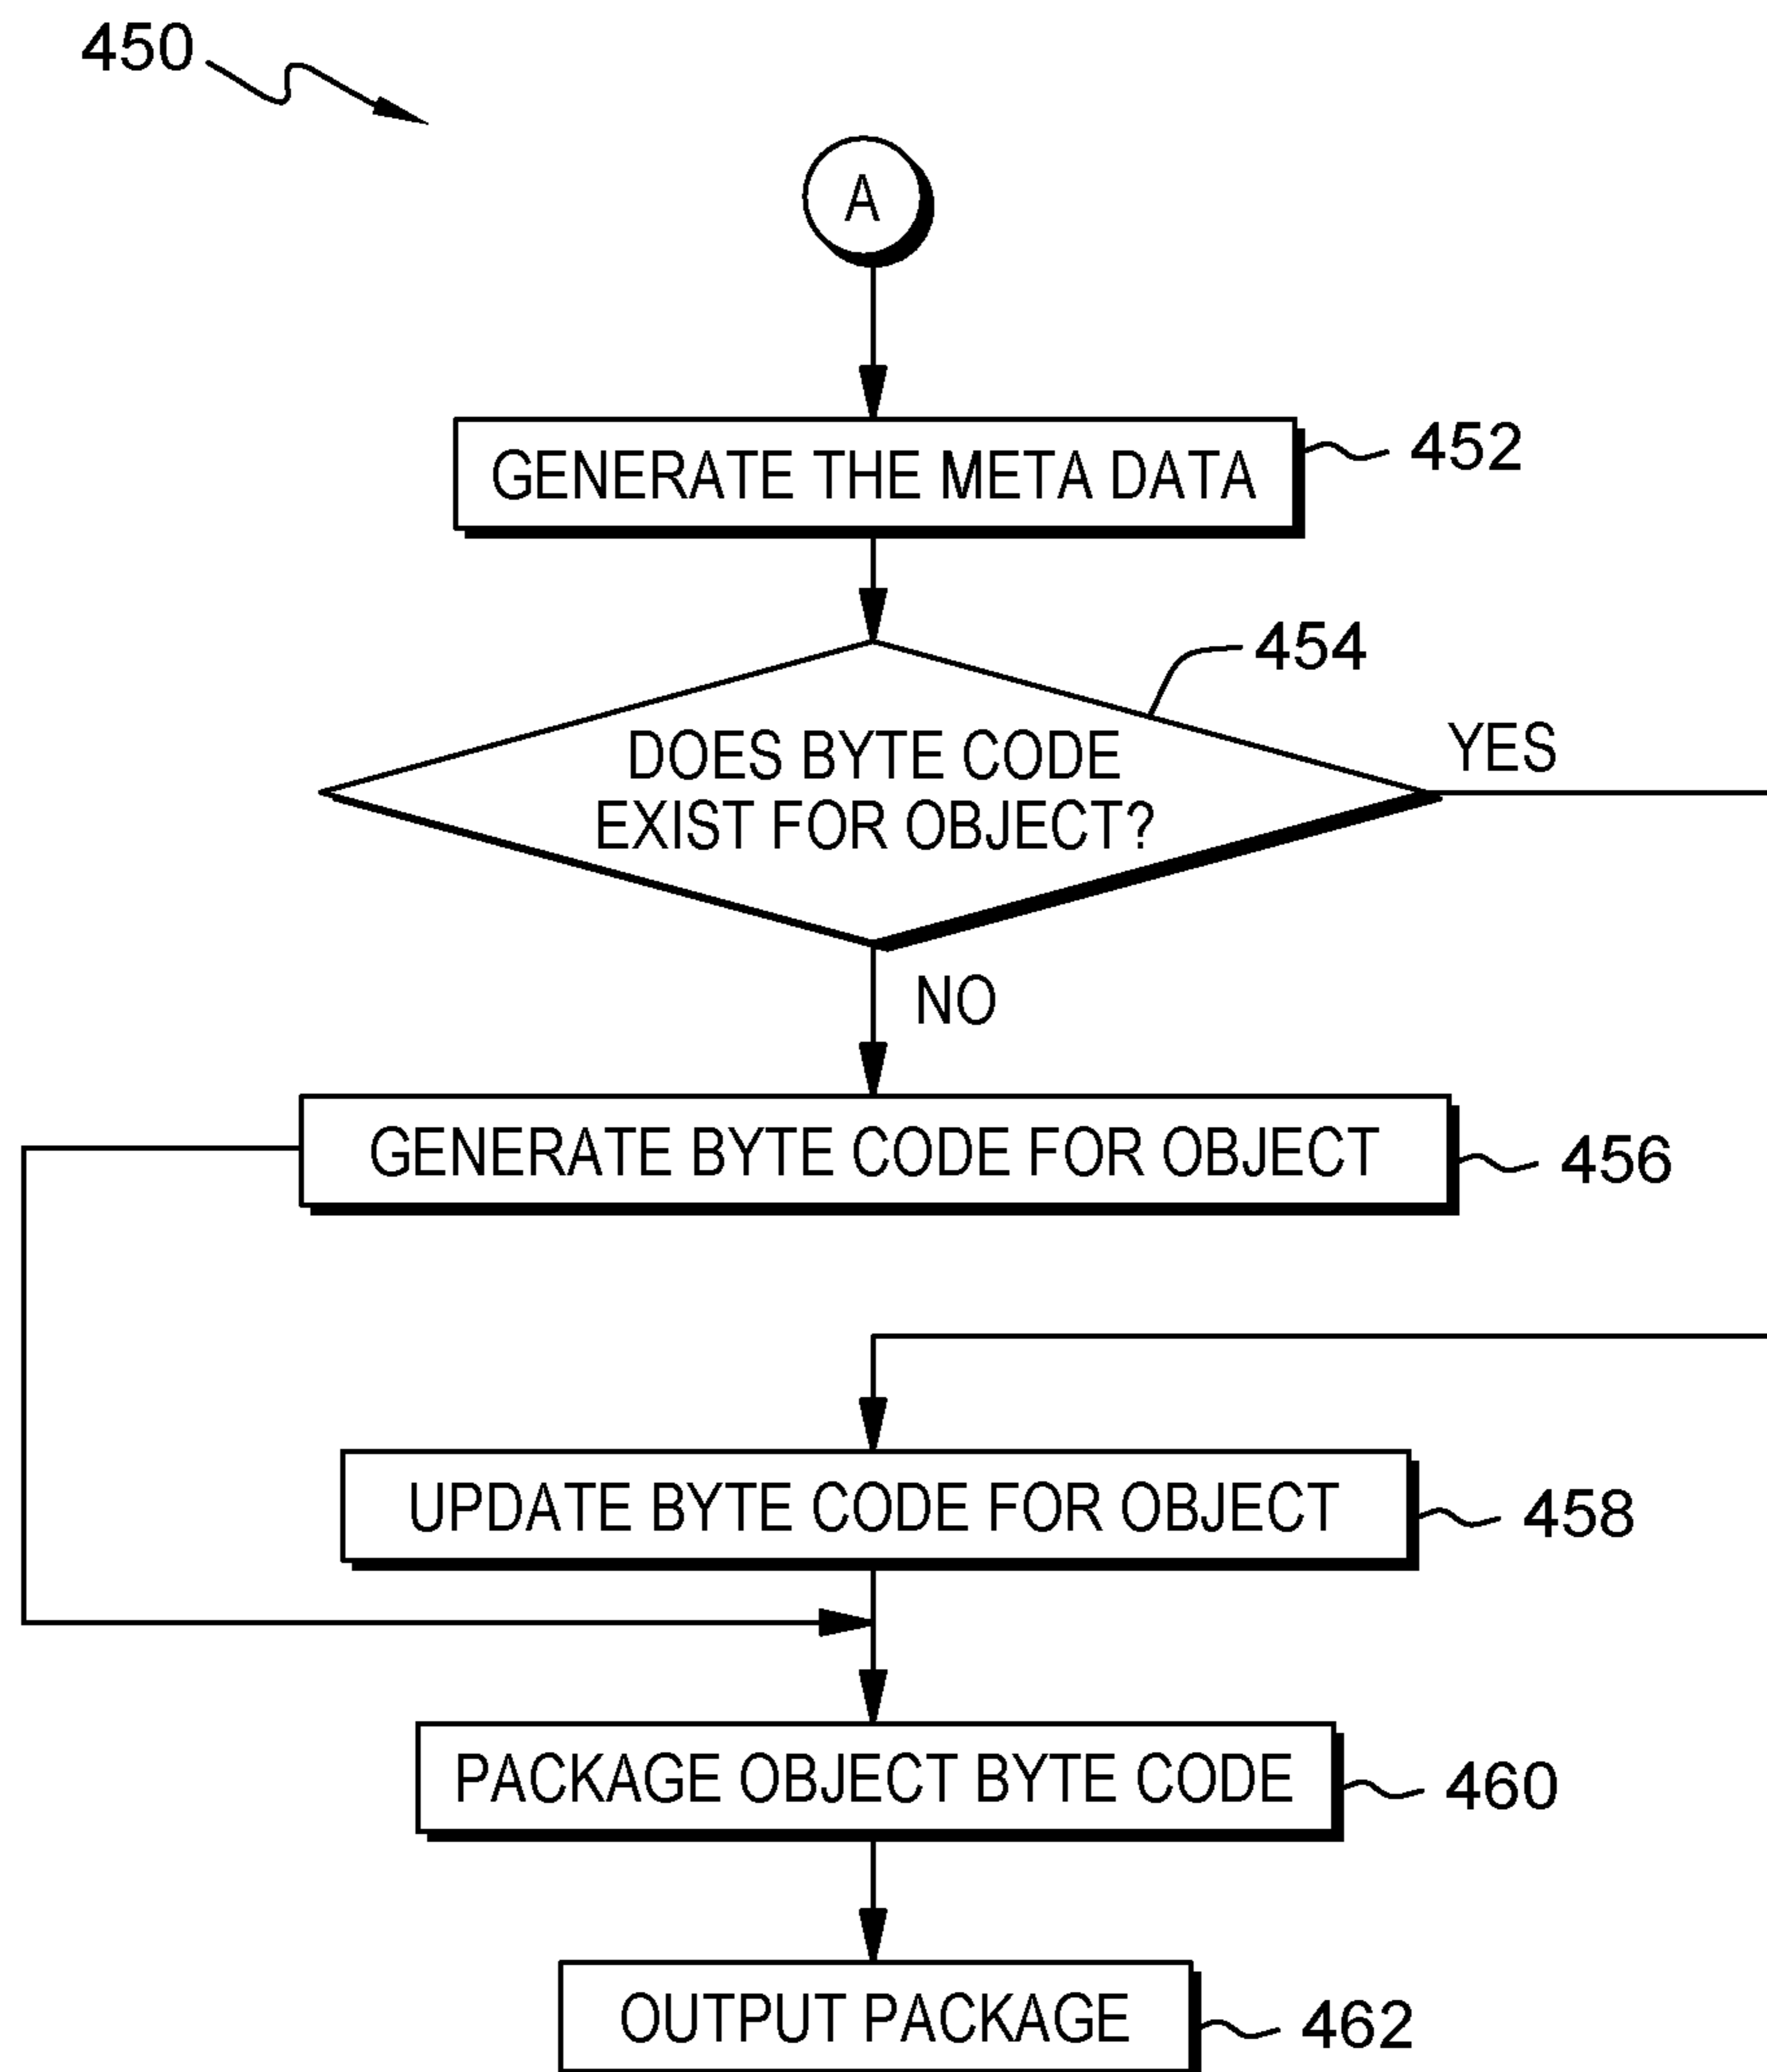 450
A
GENERATE THE META DATA
452
454
DOES BYTE CODE
EXIST FOR OBJECT?
YES
NO
GENERATE BYTE CODE FOR OBJECT
456
UPDATE BYTE CODE FOR OBJECT
458
PACKAGE OBJECT BYTE CODE
460
OUTPUT PACKAGE
462